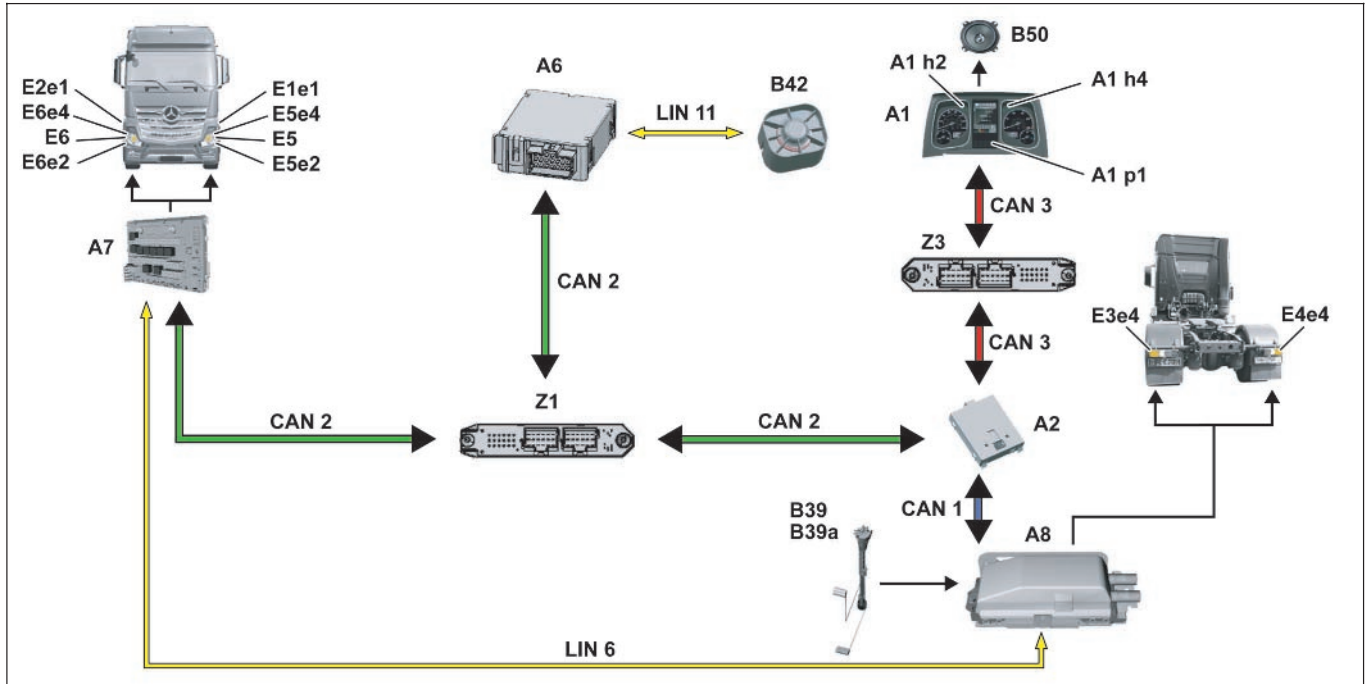 E2e1
E6e4
E6
E6e2
E1e1
E5e4
E5
E5e2
A7
A6
LIN 11
B42
B50
A1 h2
A1 h4
A1
A1 p1
CAN 3
Z3
CAN 3
CAN 2
E3e4
E4e4
CAN 2
Z1
CAN 2
A2
CAN 1
B39
B39a
A8
LIN 6